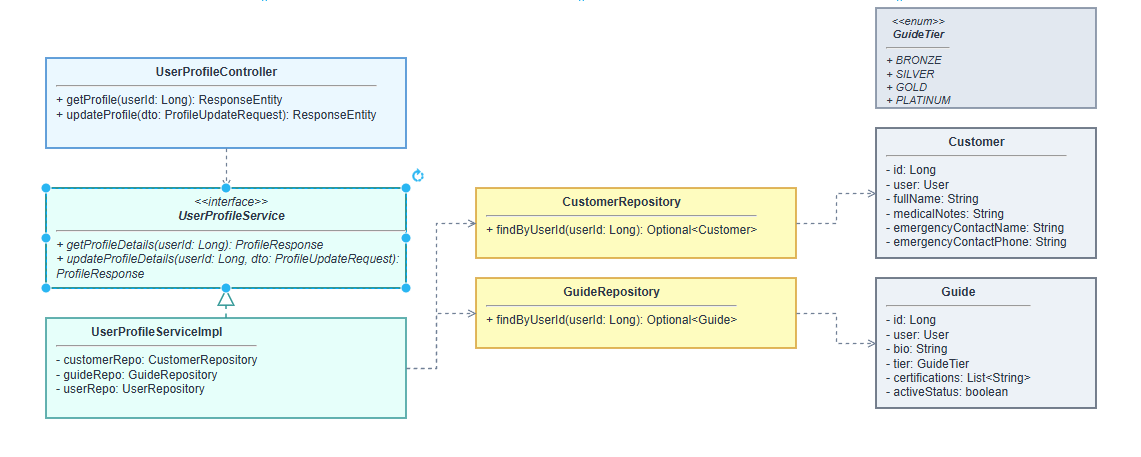 <<enum>>
GuideTier
+ BRONZE
+ SILVER
+ GOLD
+ PLATINUM
UserProfileController
+ getProfile(userId: Long): ResponseEntity
+ updateProfile(dto: ProfileUpdateRequest): ResponseEntity
<<interface>>
UserProfileService
+ getProfileDetails(userId: Long): ProfileResponse
+ updateProfileDetails(userId: Long, dto: ProfileUpdateRequest):
ProfileResponse
UserProfileServiceImpl
- customerRepo: CustomerRepository
- guideRepo: GuideRepository
- userRepo: UserRepository
CustomerRepository
+ findByUserId(userId: Long): Optional<Customer>
GuideRepository
+ findByUserId(userId: Long): Optional<Guide>
Customer
- id: Long
- user: User
- fullName: String
- medicalNotes: String
- emergencyContactName: String
- emergencyContactPhone: String
Guide
- id: Long
- user: User
- bio: String
- tier: GuideTier
- certifications: List<String>
- activeStatus: boolean